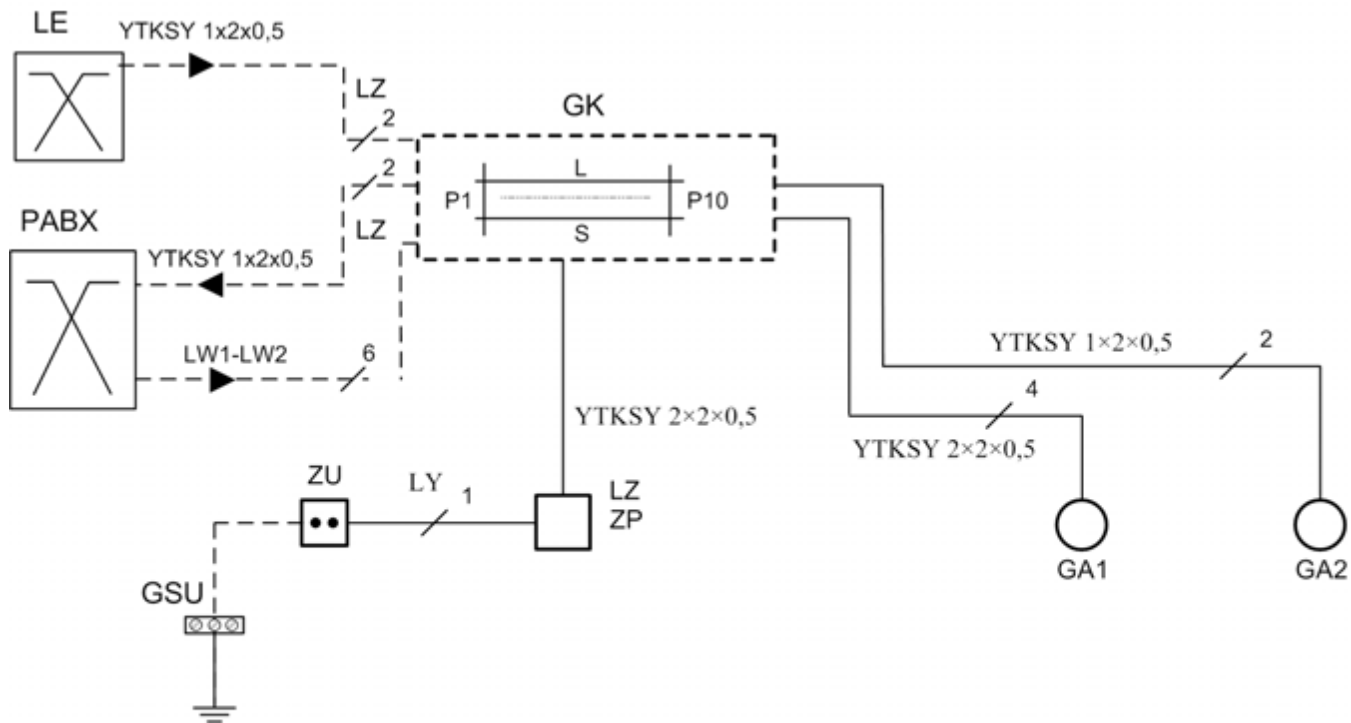 LE
YTKSY 1x2x0,5
LZ
2
GK
2
L
P1
P10
S
PABX
LZ
YTKSY 1x2x0,5
LW1-LW2
6
YTKSY 1×2×0,5
2
4
YTKSY 2×2×0,5
YTKSY 2×2×0,5
ZU
LY
1
LZ
ZP
GSU
GA1
GA2